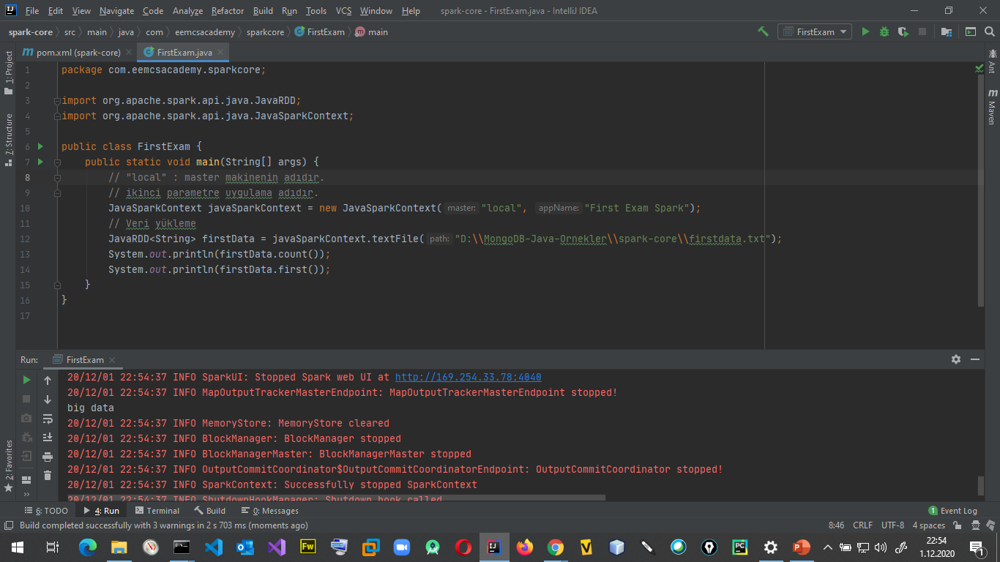 File Edit View Navigate Code Analyze Refactor Build Run Tools VCS Window Help spark-core - FirstExam.java - IntelliJ IDEA
spark-core src main java com eemcsacademy sparkcore FirstExam main FirstExam
pom.xml (spark-core) FirstExam.java
1: Project
7: Structure
2: Favorites
Ant
Maven
1 package com.eemcsacademy.sparkcore;
2
3 import org.apache.spark.api.java.JavaRDD;
4 import org.apache.spark.api.java.JavaSparkContext;
5
6 public class FirstExam {
7 public static void main(String[] args) {
8 // "local" : master makinenin adıdır.
9 // ikinci parametre uygulama adıdır.
10 JavaSparkContext javaSparkContext = new JavaSparkContext( master: "local", appName: "First Exam Spark");
11 // Veri yükleme
12 JavaRDD<String> firstData = javaSparkContext.textFile( path: "D:\\MongoDB-Java-Ornekler\\spark-core\\firstdata.txt");
13 System.out.println(firstData.count());
14 System.out.println(firstData.first());
15 }
16 }
17
Run: FirstExam
20/12/01 22:54:37 INFO SparkUI: Stopped Spark web UI at http://169.254.33.78:4040
20/12/01 22:54:37 INFO MapOutputTrackerMasterEndpoint: MapOutputTrackerMasterEndpoint stopped!
big data
20/12/01 22:54:37 INFO MemoryStore: MemoryStore cleared
20/12/01 22:54:37 INFO BlockManager: BlockManager stopped
20/12/01 22:54:37 INFO BlockManagerMaster: BlockManagerMaster stopped
20/12/01 22:54:37 INFO OutputCommitCoordinator$OutputCommitCoordinatorEndpoint: OutputCommitCoordinator stopped!
20/12/01 22:54:37 INFO SparkContext: Successfully stopped SparkContext
20/12/01 22:54:37 INFO ShutdownHookManager: Shutdown hook called
6: TODO 4: Run Terminal Build 0: Messages 1 Event Log
Build completed successfully with 3 warnings in 2 s 703 ms (moments ago) 8:46 CRLF UTF-8 4 spaces
22:54
1.12.2020